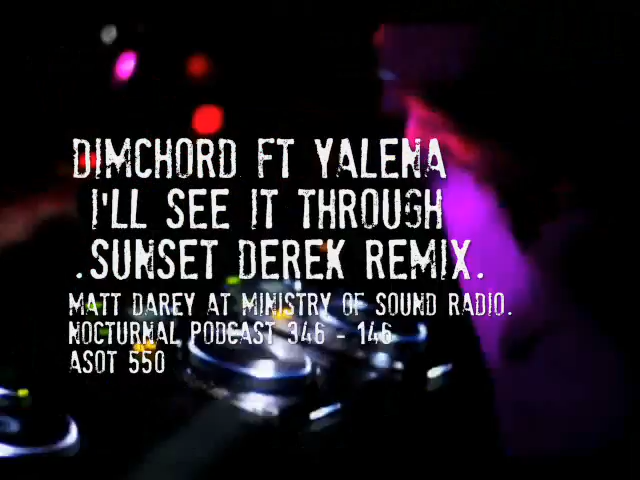 DIMCHORD FT YALENA
I'LL SEE IT THROUGH
.SUNSET DEREK REMIX.
MATT DAREY AT MINISTRY OF SOUND RADIO.
NOCTURNAL PODCAST 346 - 146
ASOT 550